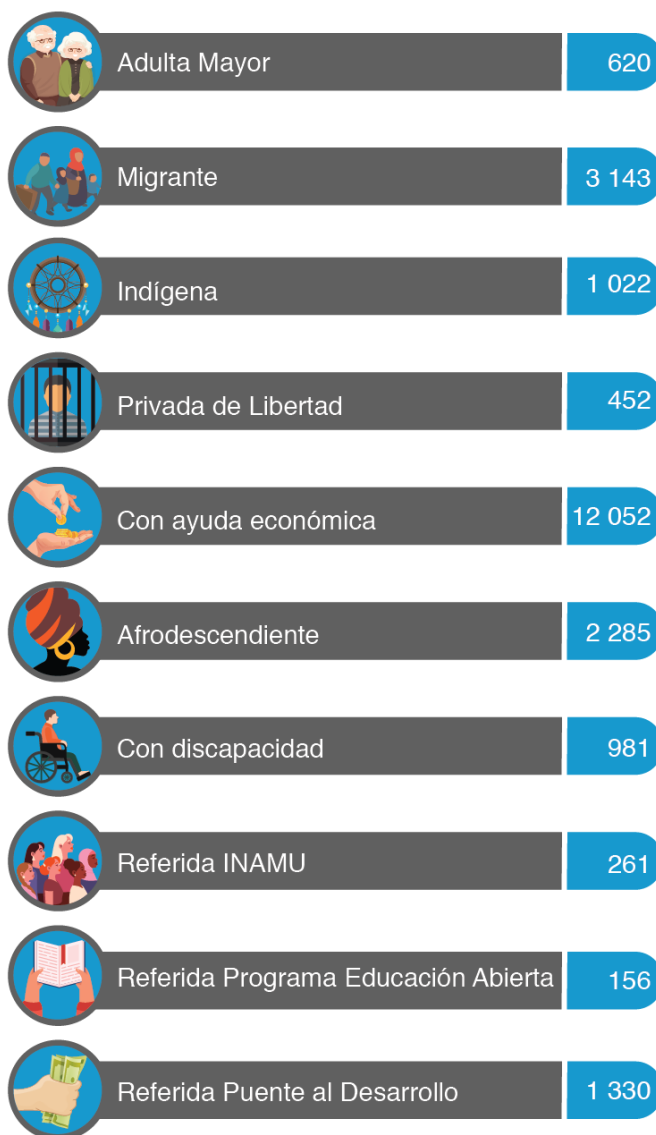 Adulta Mayor 620
Migrante 3 143
Indígena 1 022
Privada de Libertad 452
Con ayuda económica 12 052
Afrodescendiente 2 285
Con discapacidad 981
Referida INAMU 261
Referida Programa Educación Abierta 156
Referida Puente al Desarrollo 1 330